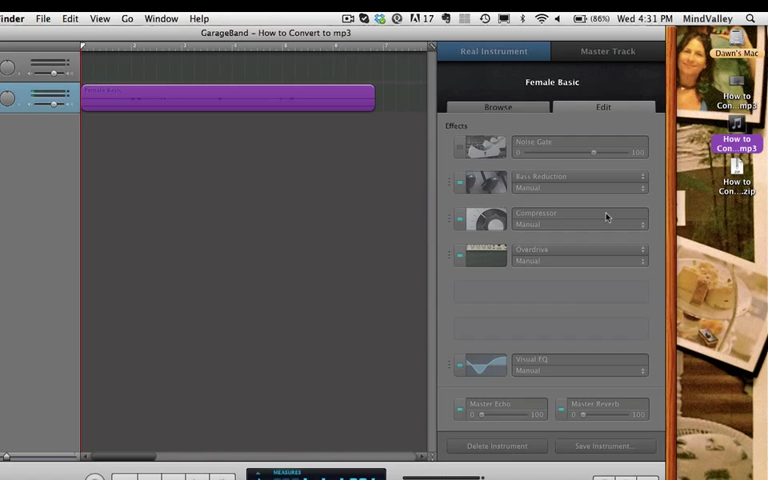 inder File Edit View Go Window Help 17 (86%) Wed 4:31 PM MindValley
GarageBand – How to Convert to mp3
Real Instrument Master Track
Female Basic
Browse Edit
Effects
Noise Gate
0 100
Bass Reduction
Manual
Compressor
Manual
Overdrive
Manual
Visual EQ
Manual
Master Echo Master Reverb
0 100 0 100
Delete Instrument Save Instrument...
Female Basic
MEASURES
Dawn's Mac
How to
Con...mp3
How to
Con...mp3
How to
Con....zip